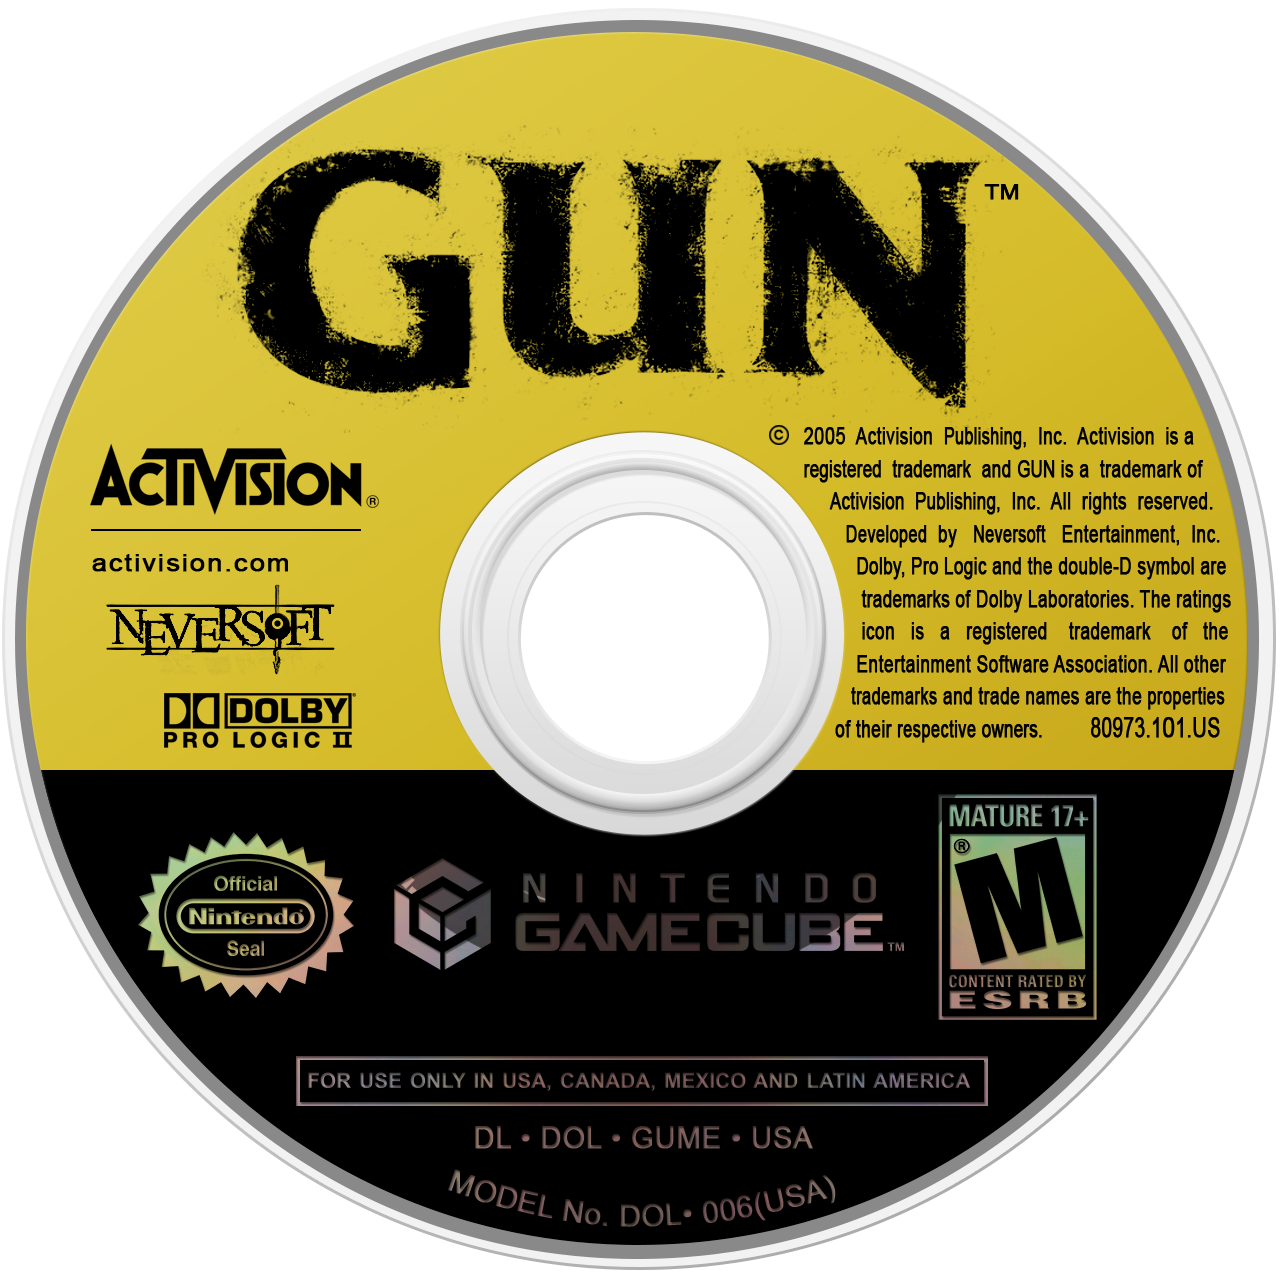 GUN™
© 2005 Activision Publishing, Inc. Activision is a
registered trademark and GUN is a trademark of
Activision Publishing, Inc. All rights reserved.
Developed by Neversoft Entertainment, Inc.
Dolby, Pro Logic and the double-D symbol are
trademarks of Dolby Laboratories. The ratings
icon is a registered trademark of the
Entertainment Software Association. All other
trademarks and trade names are the properties
of their respective owners. 80973.101.US
ACTIVISION®
activision.com
NEVERSOFT
DOLBY®
PRO LOGIC II
Official
Nintendo®
Seal
NINTENDO
GAMECUBE™
MATURE 17+
®
M
CONTENT RATED BY
ESRB
FOR USE ONLY IN USA, CANADA, MEXICO AND LATIN AMERICA
DL • DOL • GUME • USA
MODEL No. DOL• 006(USA)